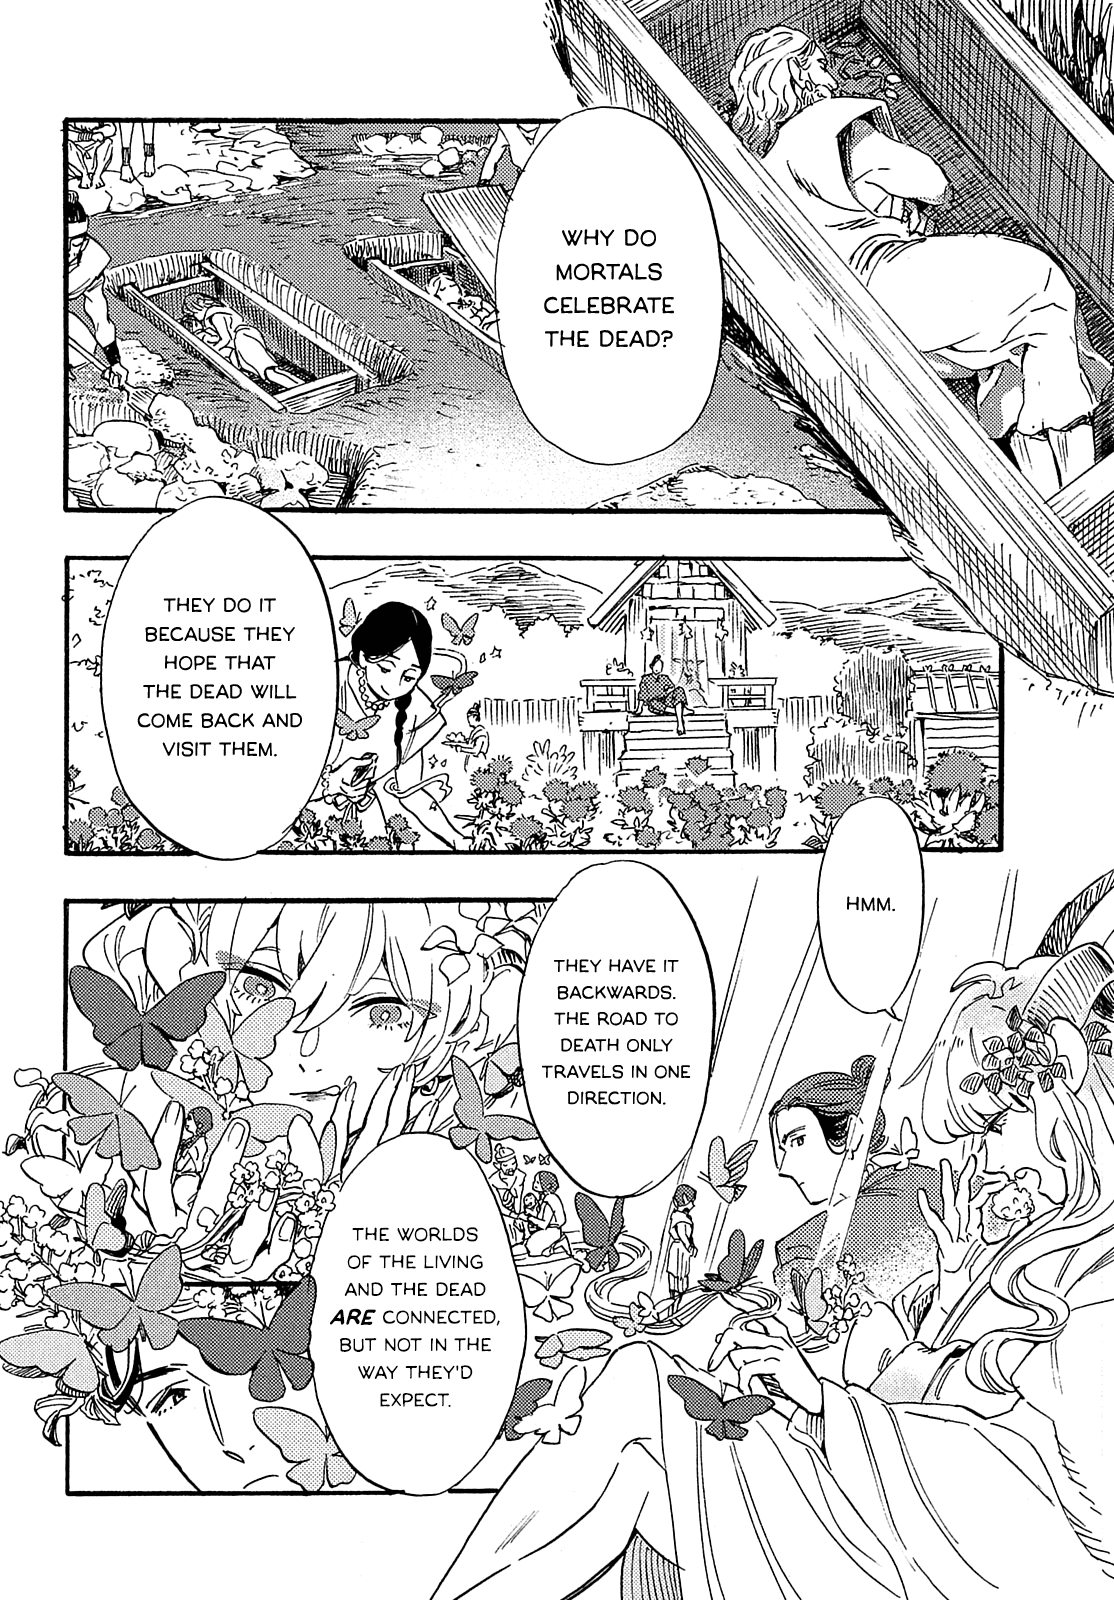 WHY DO
MORTALS
CELEBRATE
THE DEAD?
THEY DO IT
BECAUSE THEY
HOPE THAT
THE DEAD WILL
COME BACK AND
VISIT THEM.
HMM.
THEY HAVE IT
BACKWARDS.
THE ROAD TO
DEATH ONLY
TRAVELS IN ONE
DIRECTION.
THE WORLDS
OF THE LIVING
AND THE DEAD
ARE CONNECTED,
BUT NOT IN THE
WAY THEY'D
EXPECT.